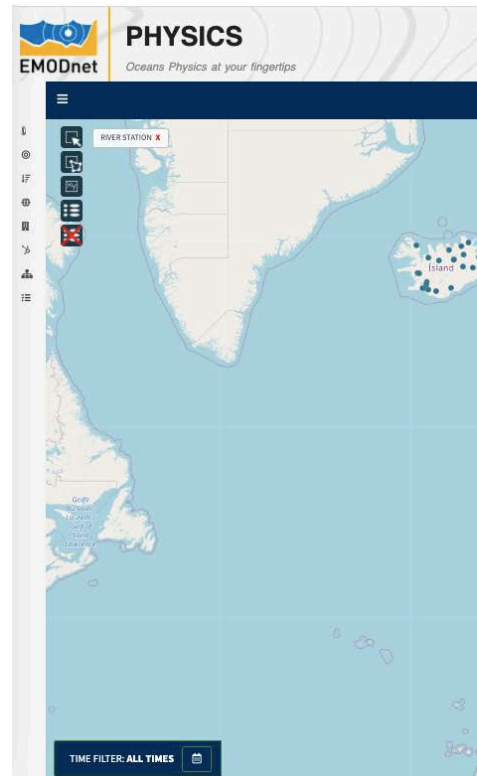 PHYSICS
EMODnet
Oceans Physics at your fingertips
RIVER STATION X
Ísland
TIME FILTER: ALL TIMES